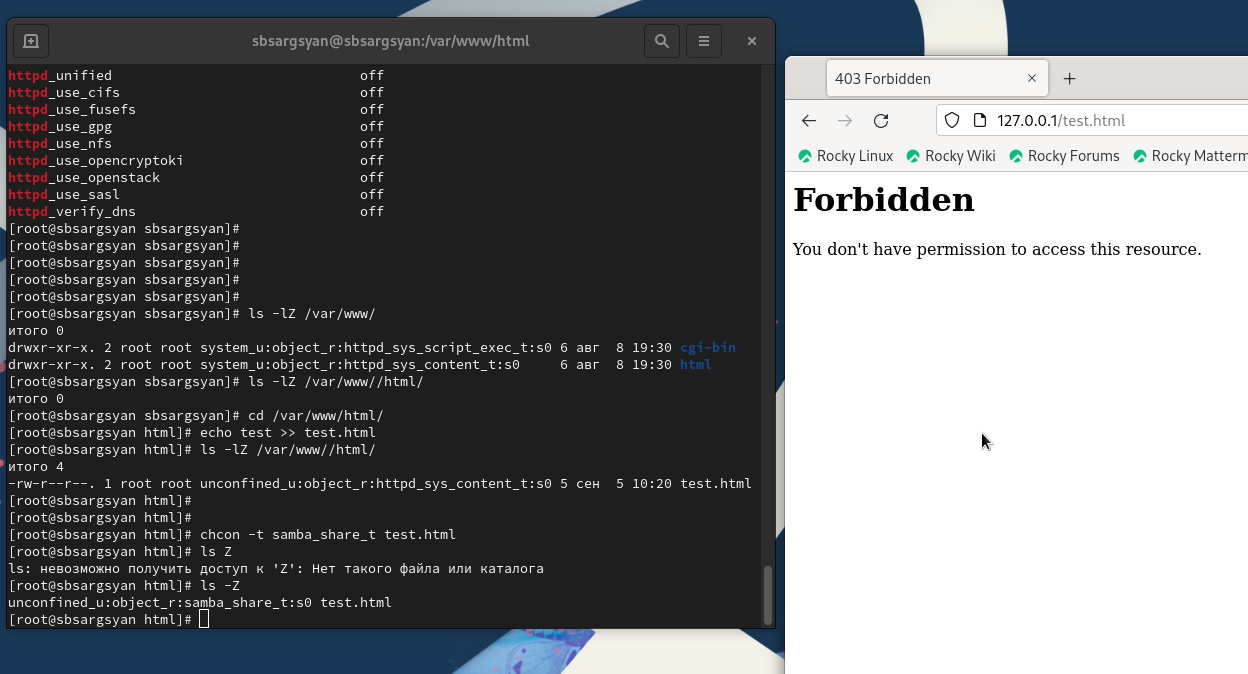 sbsargsyan@sbsargsyan:/var/www/html
httpd_unified off
httpd_use_cifs off
httpd_use_fusefs off
httpd_use_gpg off
httpd_use_nfs off
httpd_use_opencryptoki off
httpd_use_openstack off
httpd_use_sasl off
httpd_verify_dns off
[root@sbsargsyan sbsargsyan]#
[root@sbsargsyan sbsargsyan]#
[root@sbsargsyan sbsargsyan]#
[root@sbsargsyan sbsargsyan]#
[root@sbsargsyan sbsargsyan]#
[root@sbsargsyan sbsargsyan]# ls -lZ /var/www/
итого 0
drwxr-xr-x. 2 root root system_u:object_r:httpd_sys_script_exec_t:s0 6 авг 8 19:30 cgi-bin
drwxr-xr-x. 2 root root system_u:object_r:httpd_sys_content_t:s0 6 авг 8 19:30 html
[root@sbsargsyan sbsargsyan]# ls -lZ /var/www//html/
итого 0
[root@sbsargsyan sbsargsyan]# cd /var/www/html/
[root@sbsargsyan html]# echo test >> test.html
[root@sbsargsyan html]# ls -lZ /var/www//html/
итого 4
-rw-r--r--. 1 root root unconfined_u:object_r:httpd_sys_content_t:s0 5 сен 5 10:20 test.html
[root@sbsargsyan html]#
[root@sbsargsyan html]#
[root@sbsargsyan html]# chcon -t samba_share_t test.html
[root@sbsargsyan html]# ls Z
ls: невозможно получить доступ к 'Z': Нет такого файла или каталога
[root@sbsargsyan html]# ls -Z
unconfined_u:object_r:samba_share_t:s0 test.html
[root@sbsargsyan html]#
403 Forbidden
127.0.0.1/test.html
Rocky Linux Rocky Wiki Rocky Forums Rocky Matterm
Forbidden
You don't have permission to access this resource.